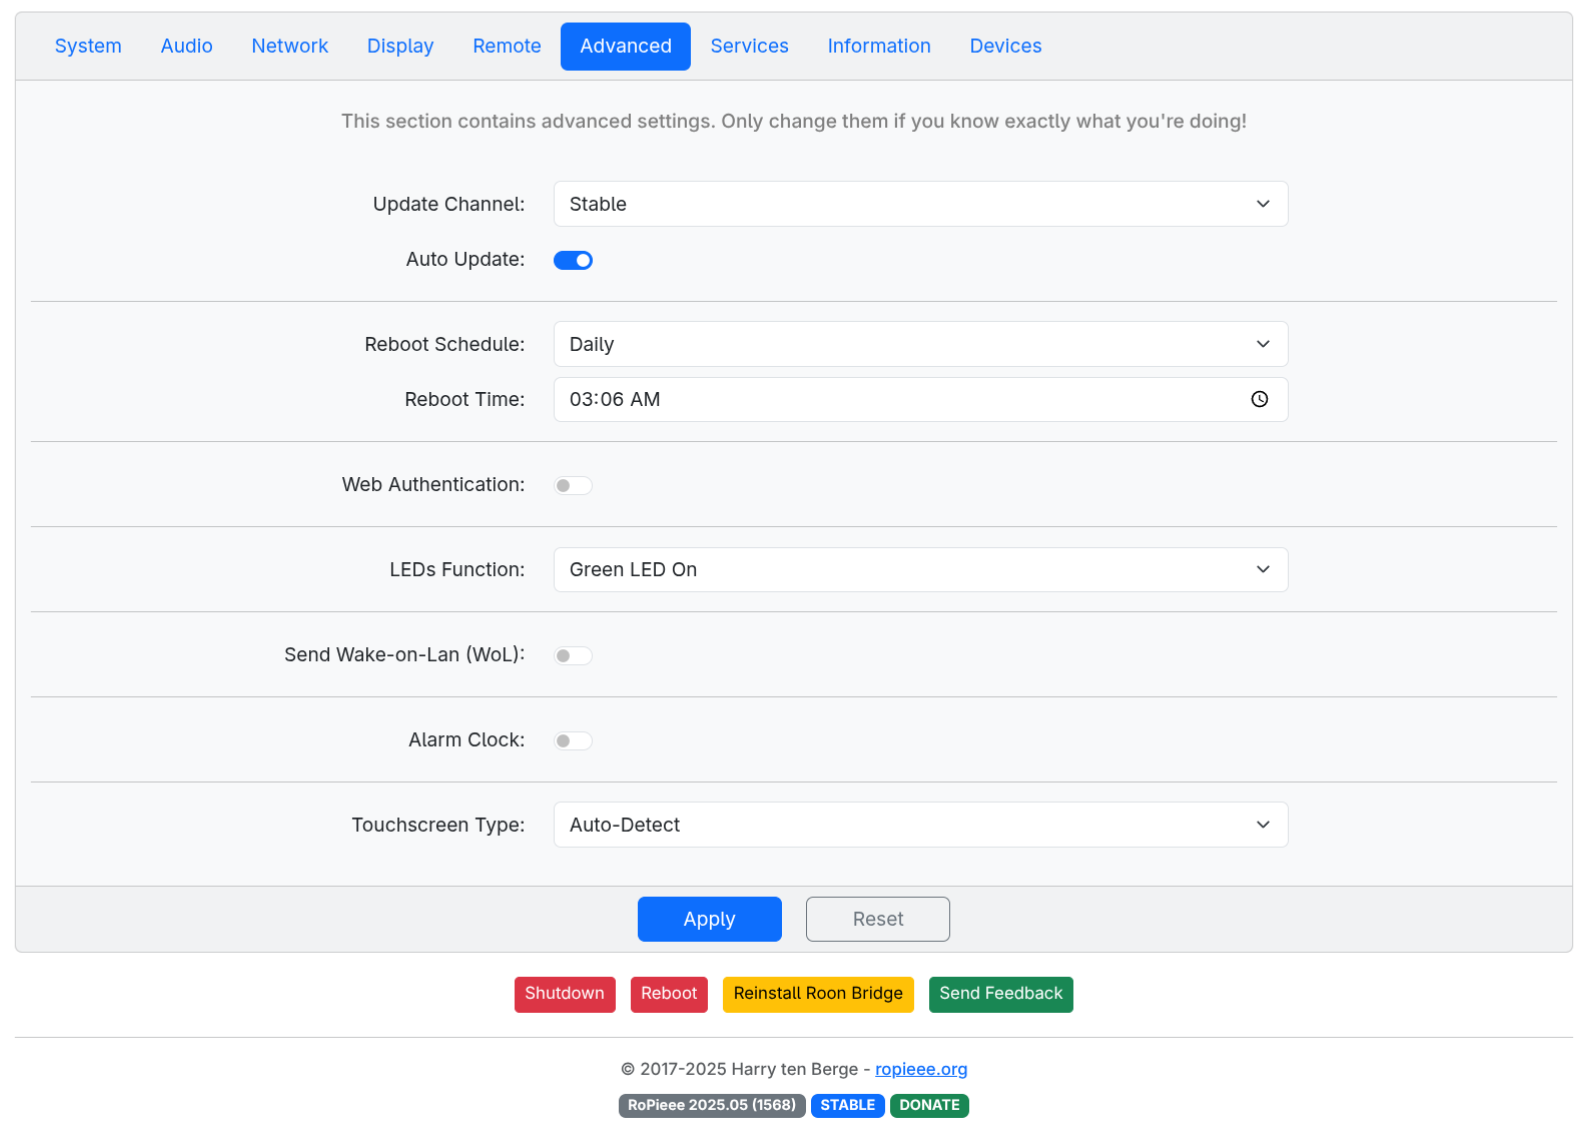 System Audio Network Display Remote Advanced Services Information Devices
This section contains advanced settings. Only change them if you know exactly what you're doing!
Update Channel: Stable
Auto Update:
Reboot Schedule: Daily
Reboot Time: 03:06 AM
Web Authentication:
LEDs Function: Green LED On
Send Wake-on-Lan (WoL):
Alarm Clock:
Touchscreen Type: Auto-Detect
Apply Reset
Shutdown Reboot Reinstall Roon Bridge Send Feedback
© 2017-2025 Harry ten Berge - ropieee.org
RoPieee 2025.05 (1568) STABLE DONATE